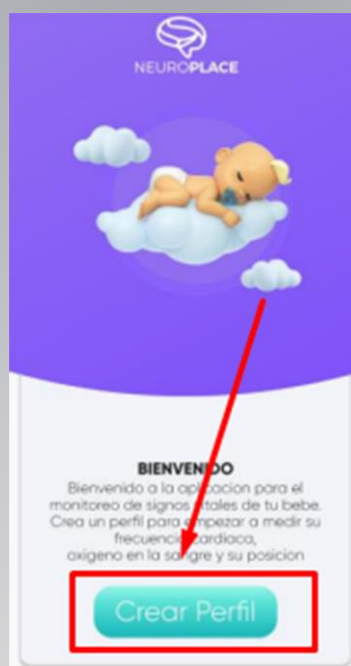 NEUROPLACE
BIENVENIDO
Bienvenido a la aplicacion para el
monitoreo de signos vitales de tu bebe.
Crea un perfil para empezar a medir su
frecuencia cardiaca,
oxigeno en la sangre y su posicion
Crear Perfil